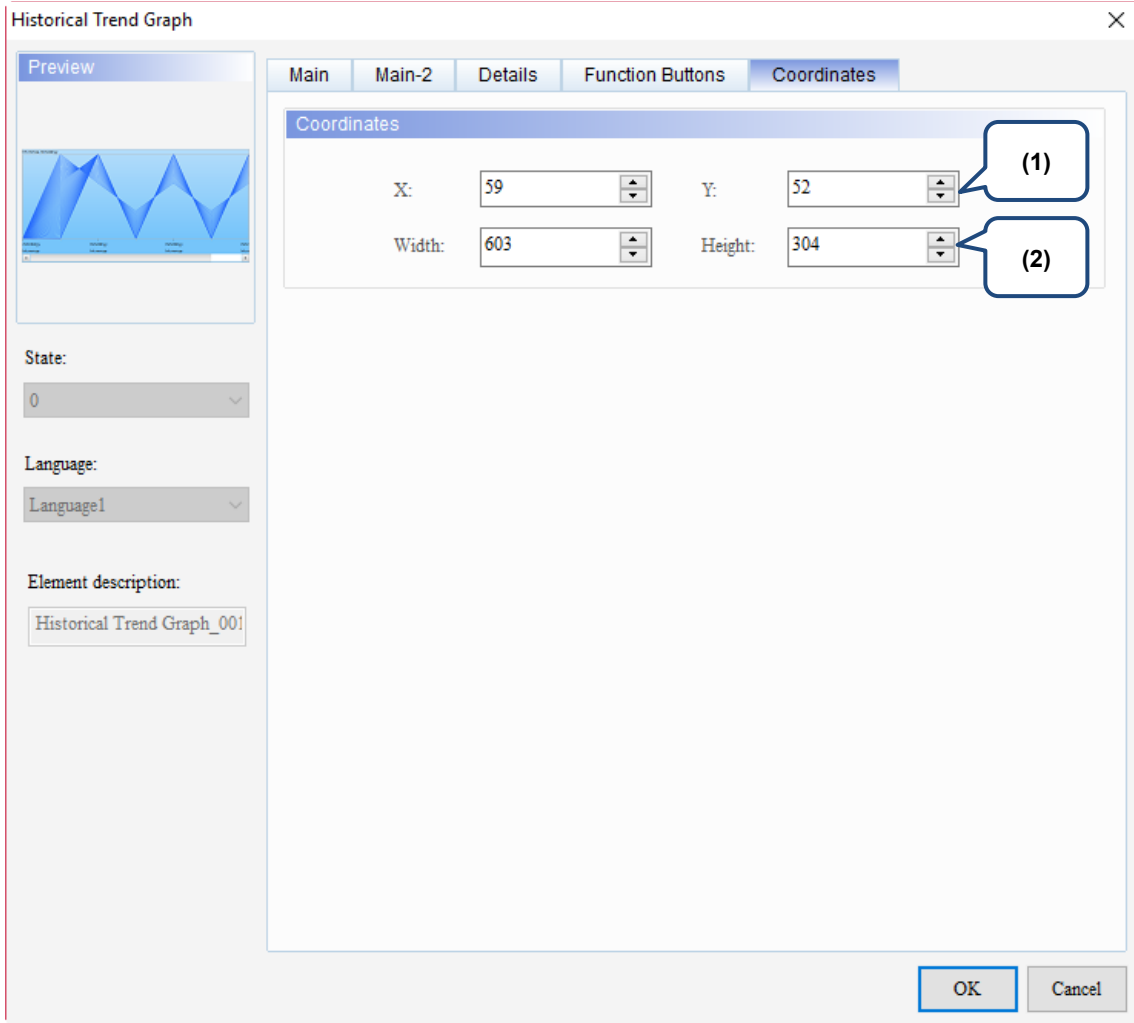 Historical Trend Graph
Preview
Main Main-2 Details Function Buttons Coordinates
Coordinates
X: 59 Y: 52
(1)
Width: 603 Height: 304
(2)
State:
0
Language:
Language1
Element description:
Historical Trend Graph_001
OK Cancel